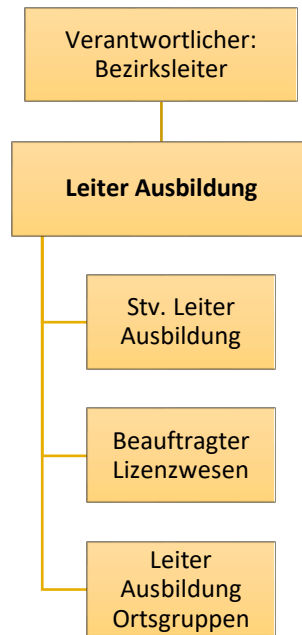 Verantwortlicher:
Bezirksleiter
Leiter Ausbildung
Stv. Leiter
Ausbildung
Beauftragter
Lizenzwesen
Leiter
Ausbildung
Ortsgruppen